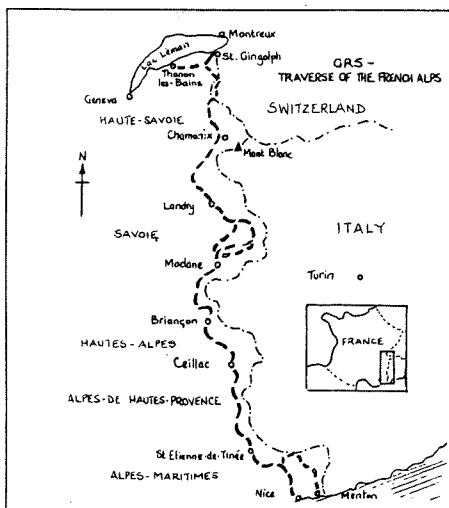 Montreux
Lac Léman
St. Gingolph
GR5 -
TRAVERSE OF THE FRENCH ALPS
Thonon
les-Bains
Geneva
SWITZERLAND
HAUTE-SAVOIE
Chamonix
Mont Blanc
N
Landry
ITALY
SAVOIE
Modane
Turin
Briançon
FRANCE
HAUTES-ALPES
Ceillac
ALPES-DE-HAUTES-PROVENCE
St Etienne-de-Tinée
ALPES-MARITIMES
Nice
Menton